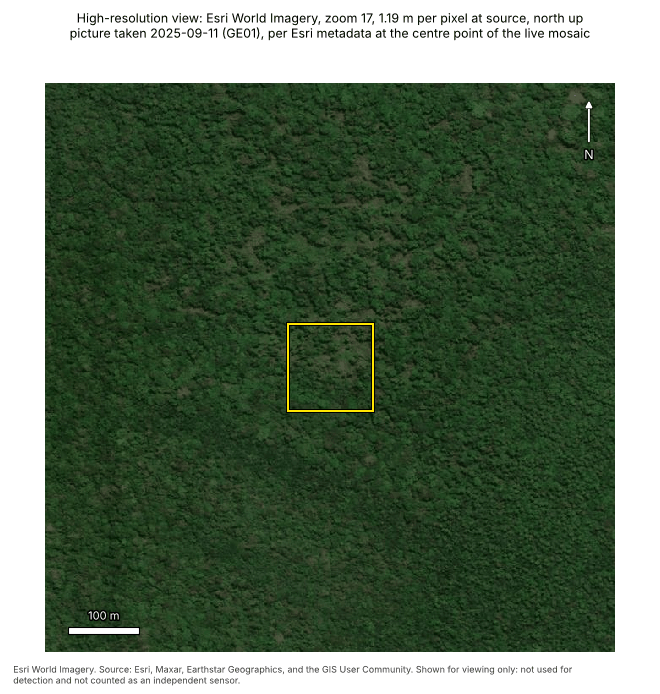 High-resolution view: Esri World Imagery, zoom 17, 1.19 m per pixel at source, north up
picture taken 2025-09-11 (GE01), per Esri metadata at the centre point of the live mosaic
N
100 m
Esri World Imagery. Source: Esri, Maxar, Earthstar Geographics, and the GIS User Community. Shown for viewing only: not used for
detection and not counted as an independent sensor.